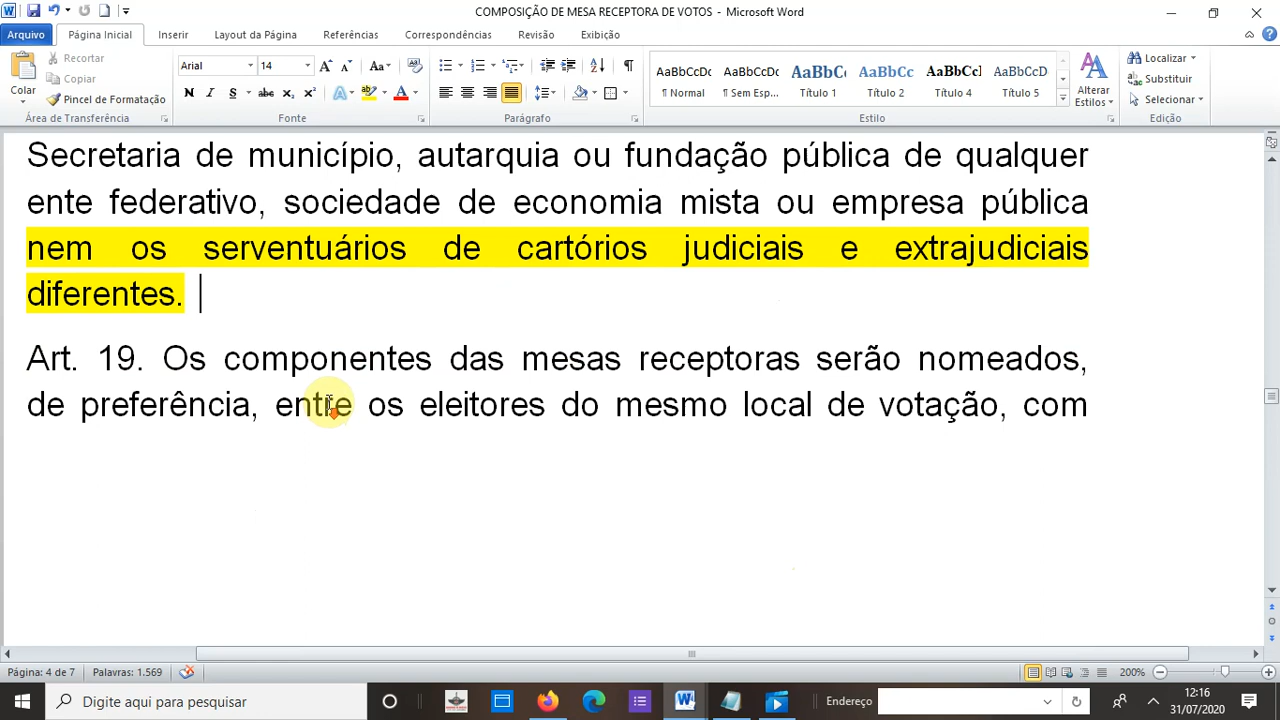 COMPOSIÇÃO DE MESA RECEPTORA DE VOTOS - Microsoft Word
Arquivo Página Inicial Inserir Layout da Página Referências Correspondências Revisão Exibição
Recortar
Copiar
Pincel de Formatação
Colar
Área de Transferência
Arial 14
N I S abc x₂ x²
Fonte
Parágrafo
AaBbCcDc AaBbCcDc AaBbC AaBbCc AaBbCcI AaBbCcDc
¶ Normal ¶ Sem Esp... Título 1 Título 2 Título 4 Título 5
Alterar
Estilos
Estilo
Localizar
Substituir
Selecionar
Edição
Secretaria de município, autarquia ou fundação pública de qualquer
ente federativo, sociedade de economia mista ou empresa pública
nem os serventuários de cartórios judiciais e extrajudiciais
diferentes.
Art. 19. Os componentes das mesas receptoras serão nomeados,
de preferência, entre os eleitores do mesmo local de votação, com
Página: 4 de 7 Palavras: 1.569 200%
Digite aqui para pesquisar
Endereço
12:16
31/07/2020